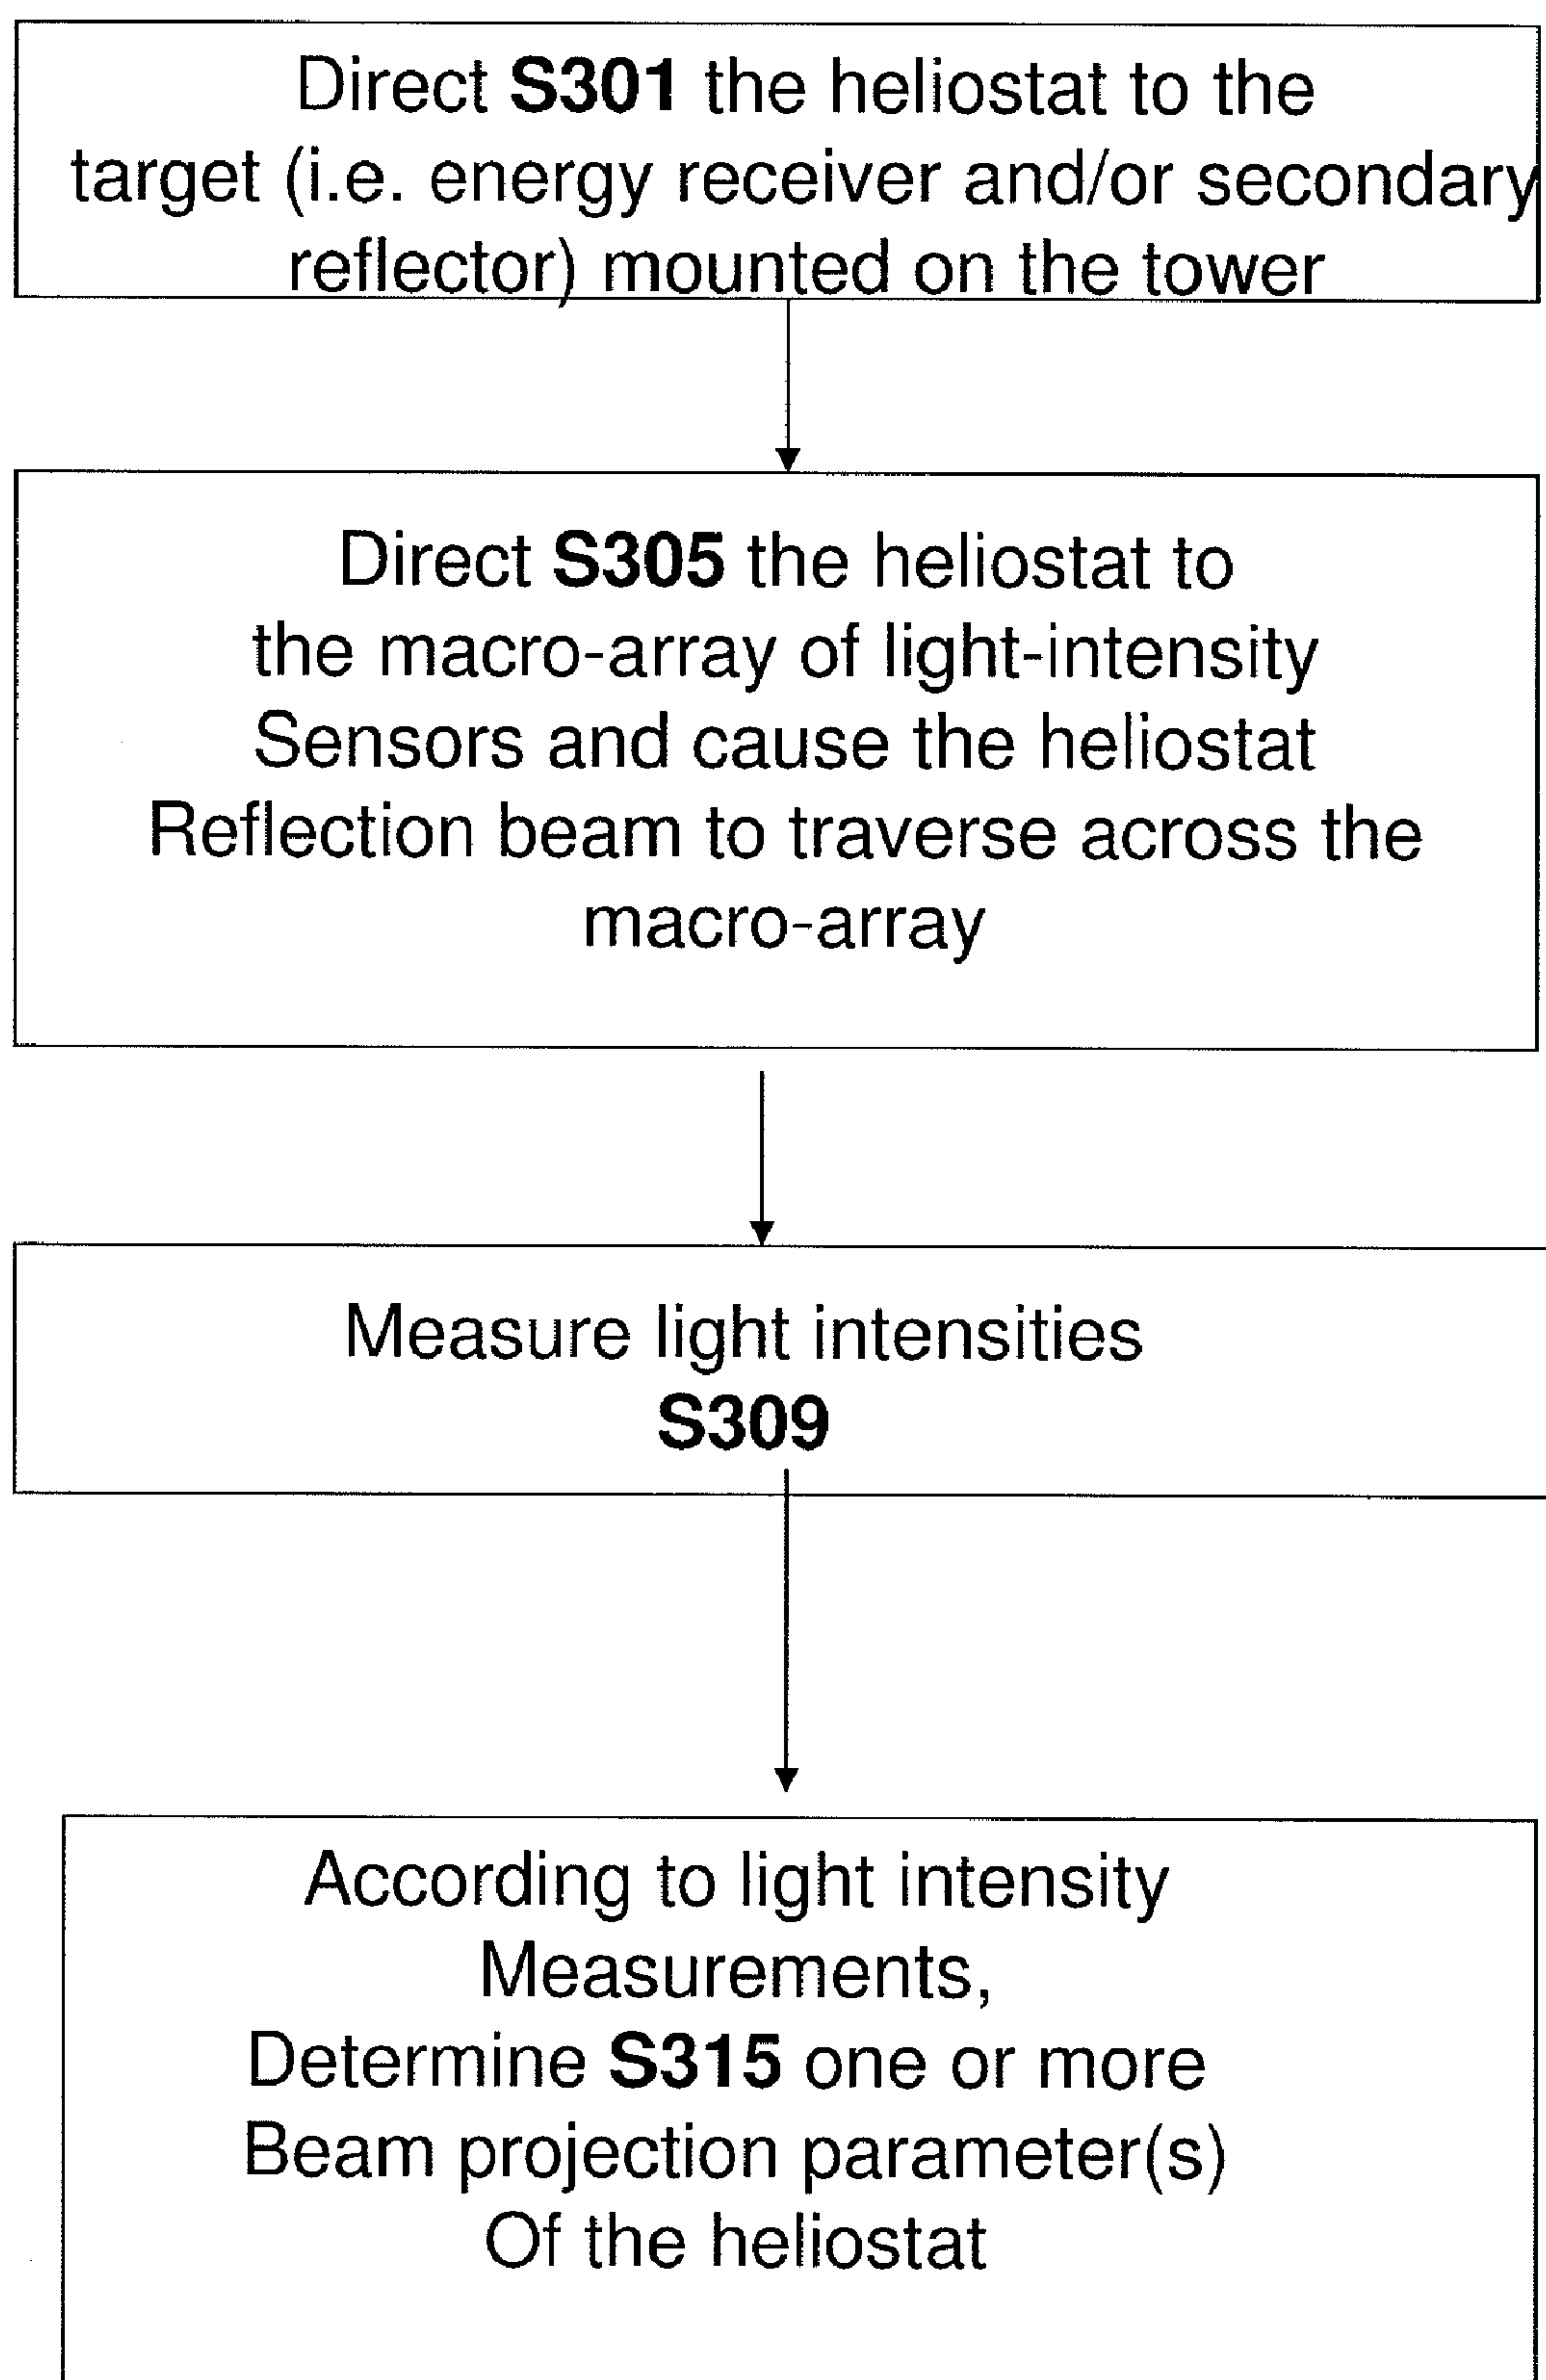 Direct S301 the heliostat to the
target (i.e. energy receiver and/or secondary
reflector) mounted on the tower
Direct S305 the heliostat to
the macro-array of light-intensity
Sensors and cause the heliostat
Reflection beam to traverse across the
macro-array
Measure light intensities
S309
According to light intensity
Measurements,
Determine S315 one or more
Beam projection parameter(s)
Of the heliostat